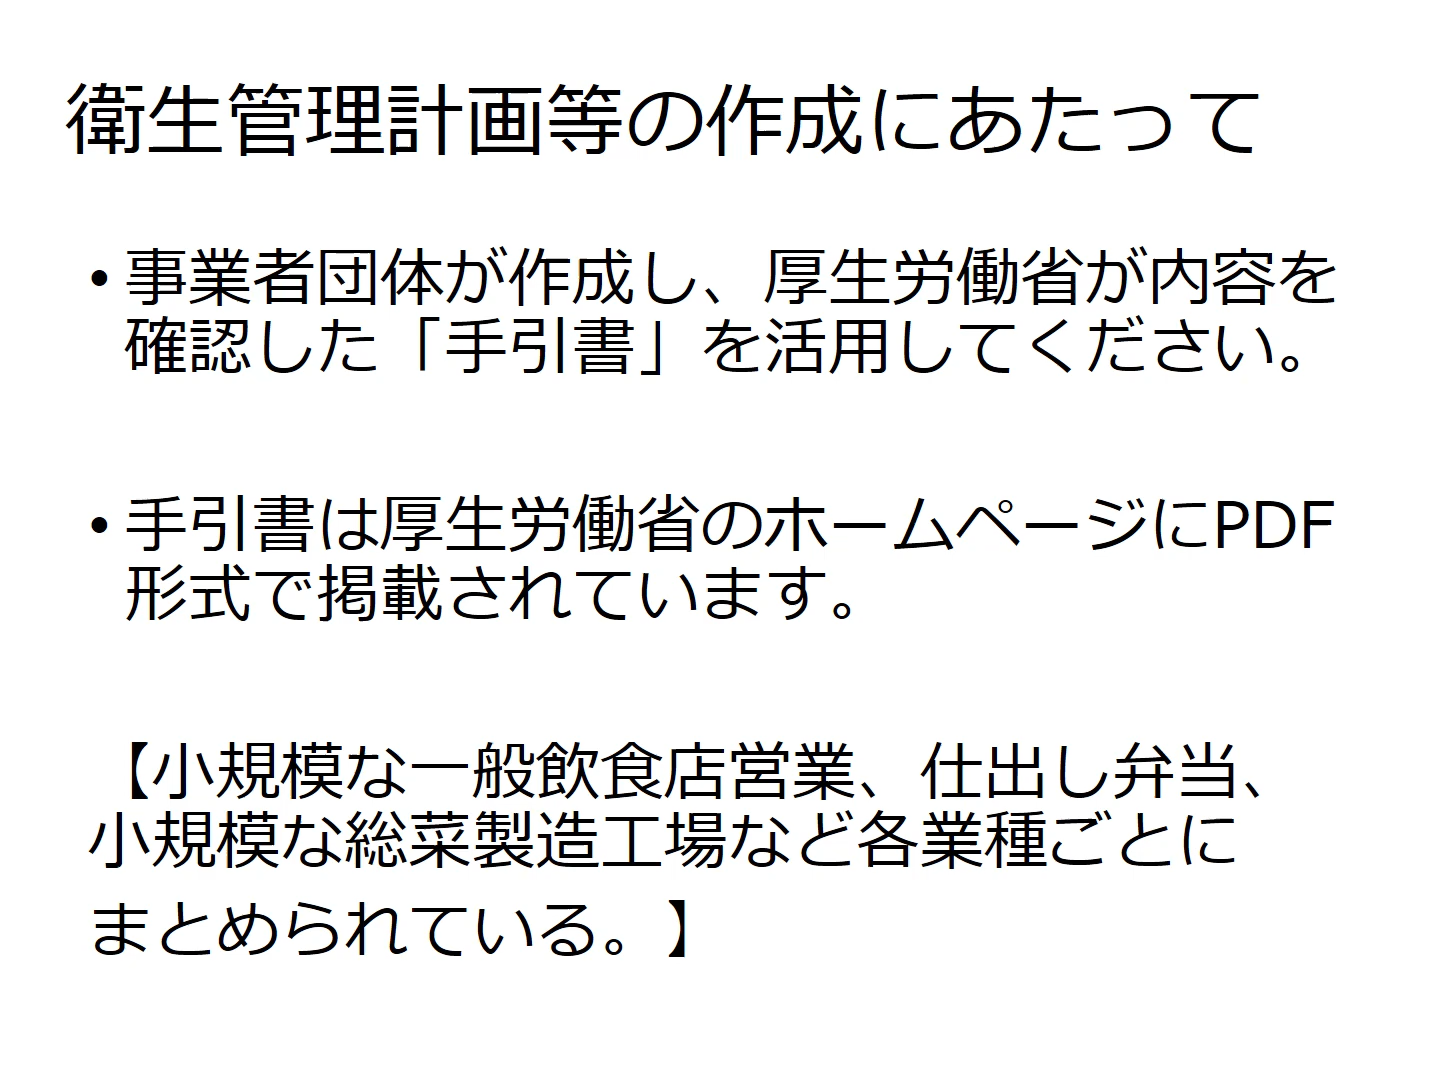 衛生管理計画等の作成にあたって
• 事業者団体が作成し、厚生労働省が内容を
確認した「手引書」を活用してください。
• 手引書は厚生労働省のホームページにPDF
形式で掲載されています。
【小規模な一般飲食店営業、仕出し弁当、
小規模な総菜製造工場など各業種ごとに
まとめられている。】